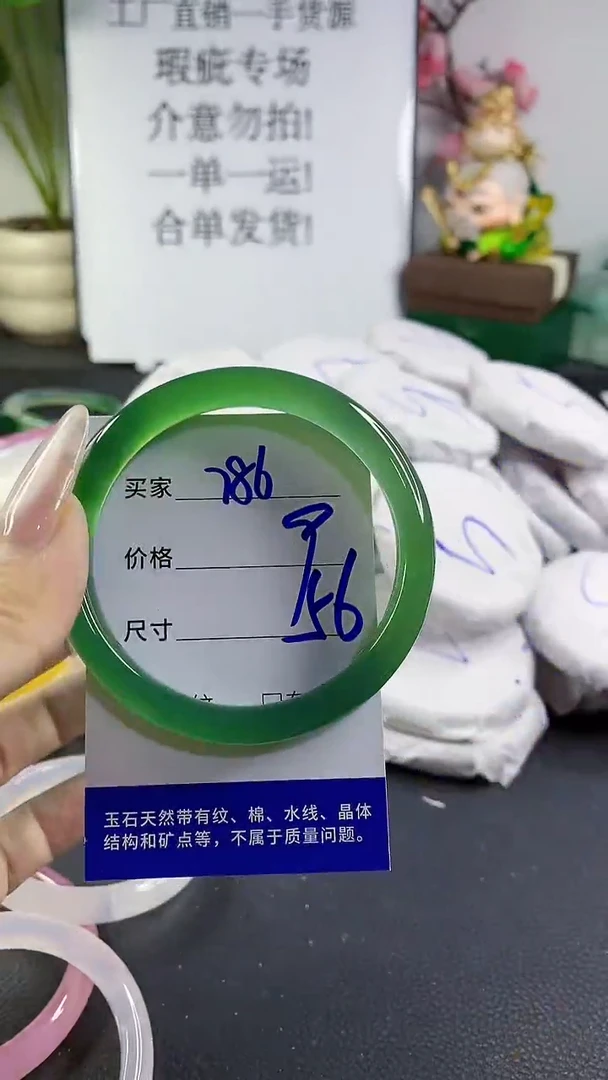 工厂直销一手货源
瑕疵专场
介意勿拍!
一单一运!
合单发货!
买家 786
价格
尺寸 56
玉石天然带有纹、棉、水线、晶体
结构和矿点等，不属于质量问题。